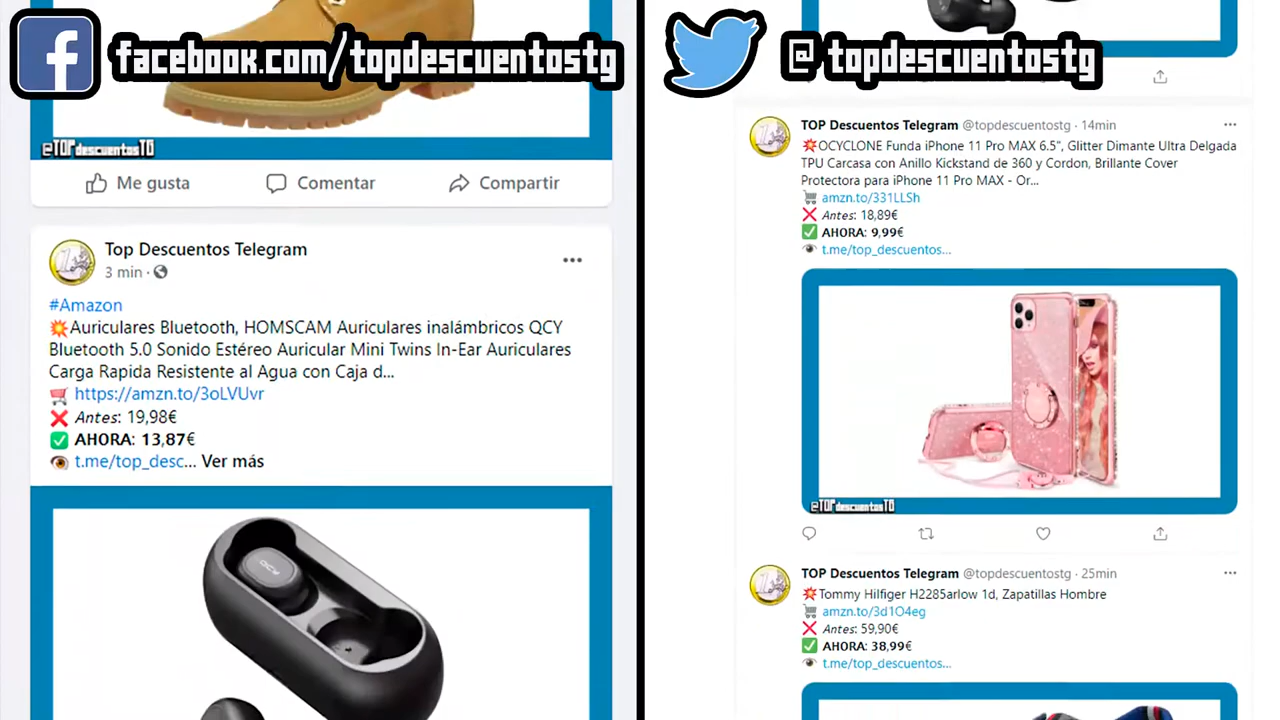 facebook.com/topdescuentostg
@TOPdescuentosTG
Me gusta
Comentar
Compartir
Top Descuentos Telegram
3 min ·
#Amazon
💥Auriculares Bluetooth, HOMSCAM Auriculares inalámbricos QCY
Bluetooth 5.0 Sonido Estéreo Auricular Mini Twins In-Ear Auriculares
Carga Rapida Resistente al Agua con Caja d...
🛒 https://amzn.to/3oLVUvr
❌ Antes: 19,98€
✅ AHORA: 13,87€
👁 t.me/top_desc... Ver más
QCY
@topdescuentostg
TOP Descuentos Telegram @topdescuentostg · 14min
💥OCYCLONE Funda iPhone 11 Pro MAX 6.5", Glitter Dimante Ultra Delgada
TPU Carcasa con Anillo Kickstand de 360 y Cordon, Brillante Cover
Protectora para iPhone 11 Pro MAX - Or...
🛒 amzn.to/331LLSh
❌ Antes: 18,89€
✅ AHORA: 9,99€
👁 t.me/top_descuentos...
@TOPdescuentosTG
TOP Descuentos Telegram @topdescuentostg · 25min
💥Tommy Hilfiger H2285arlow 1d, Zapatillas Hombre
🛒 amzn.to/3d1O4eg
❌ Antes: 59,90€
✅ AHORA: 38,99€
👁 t.me/top_descuentos...